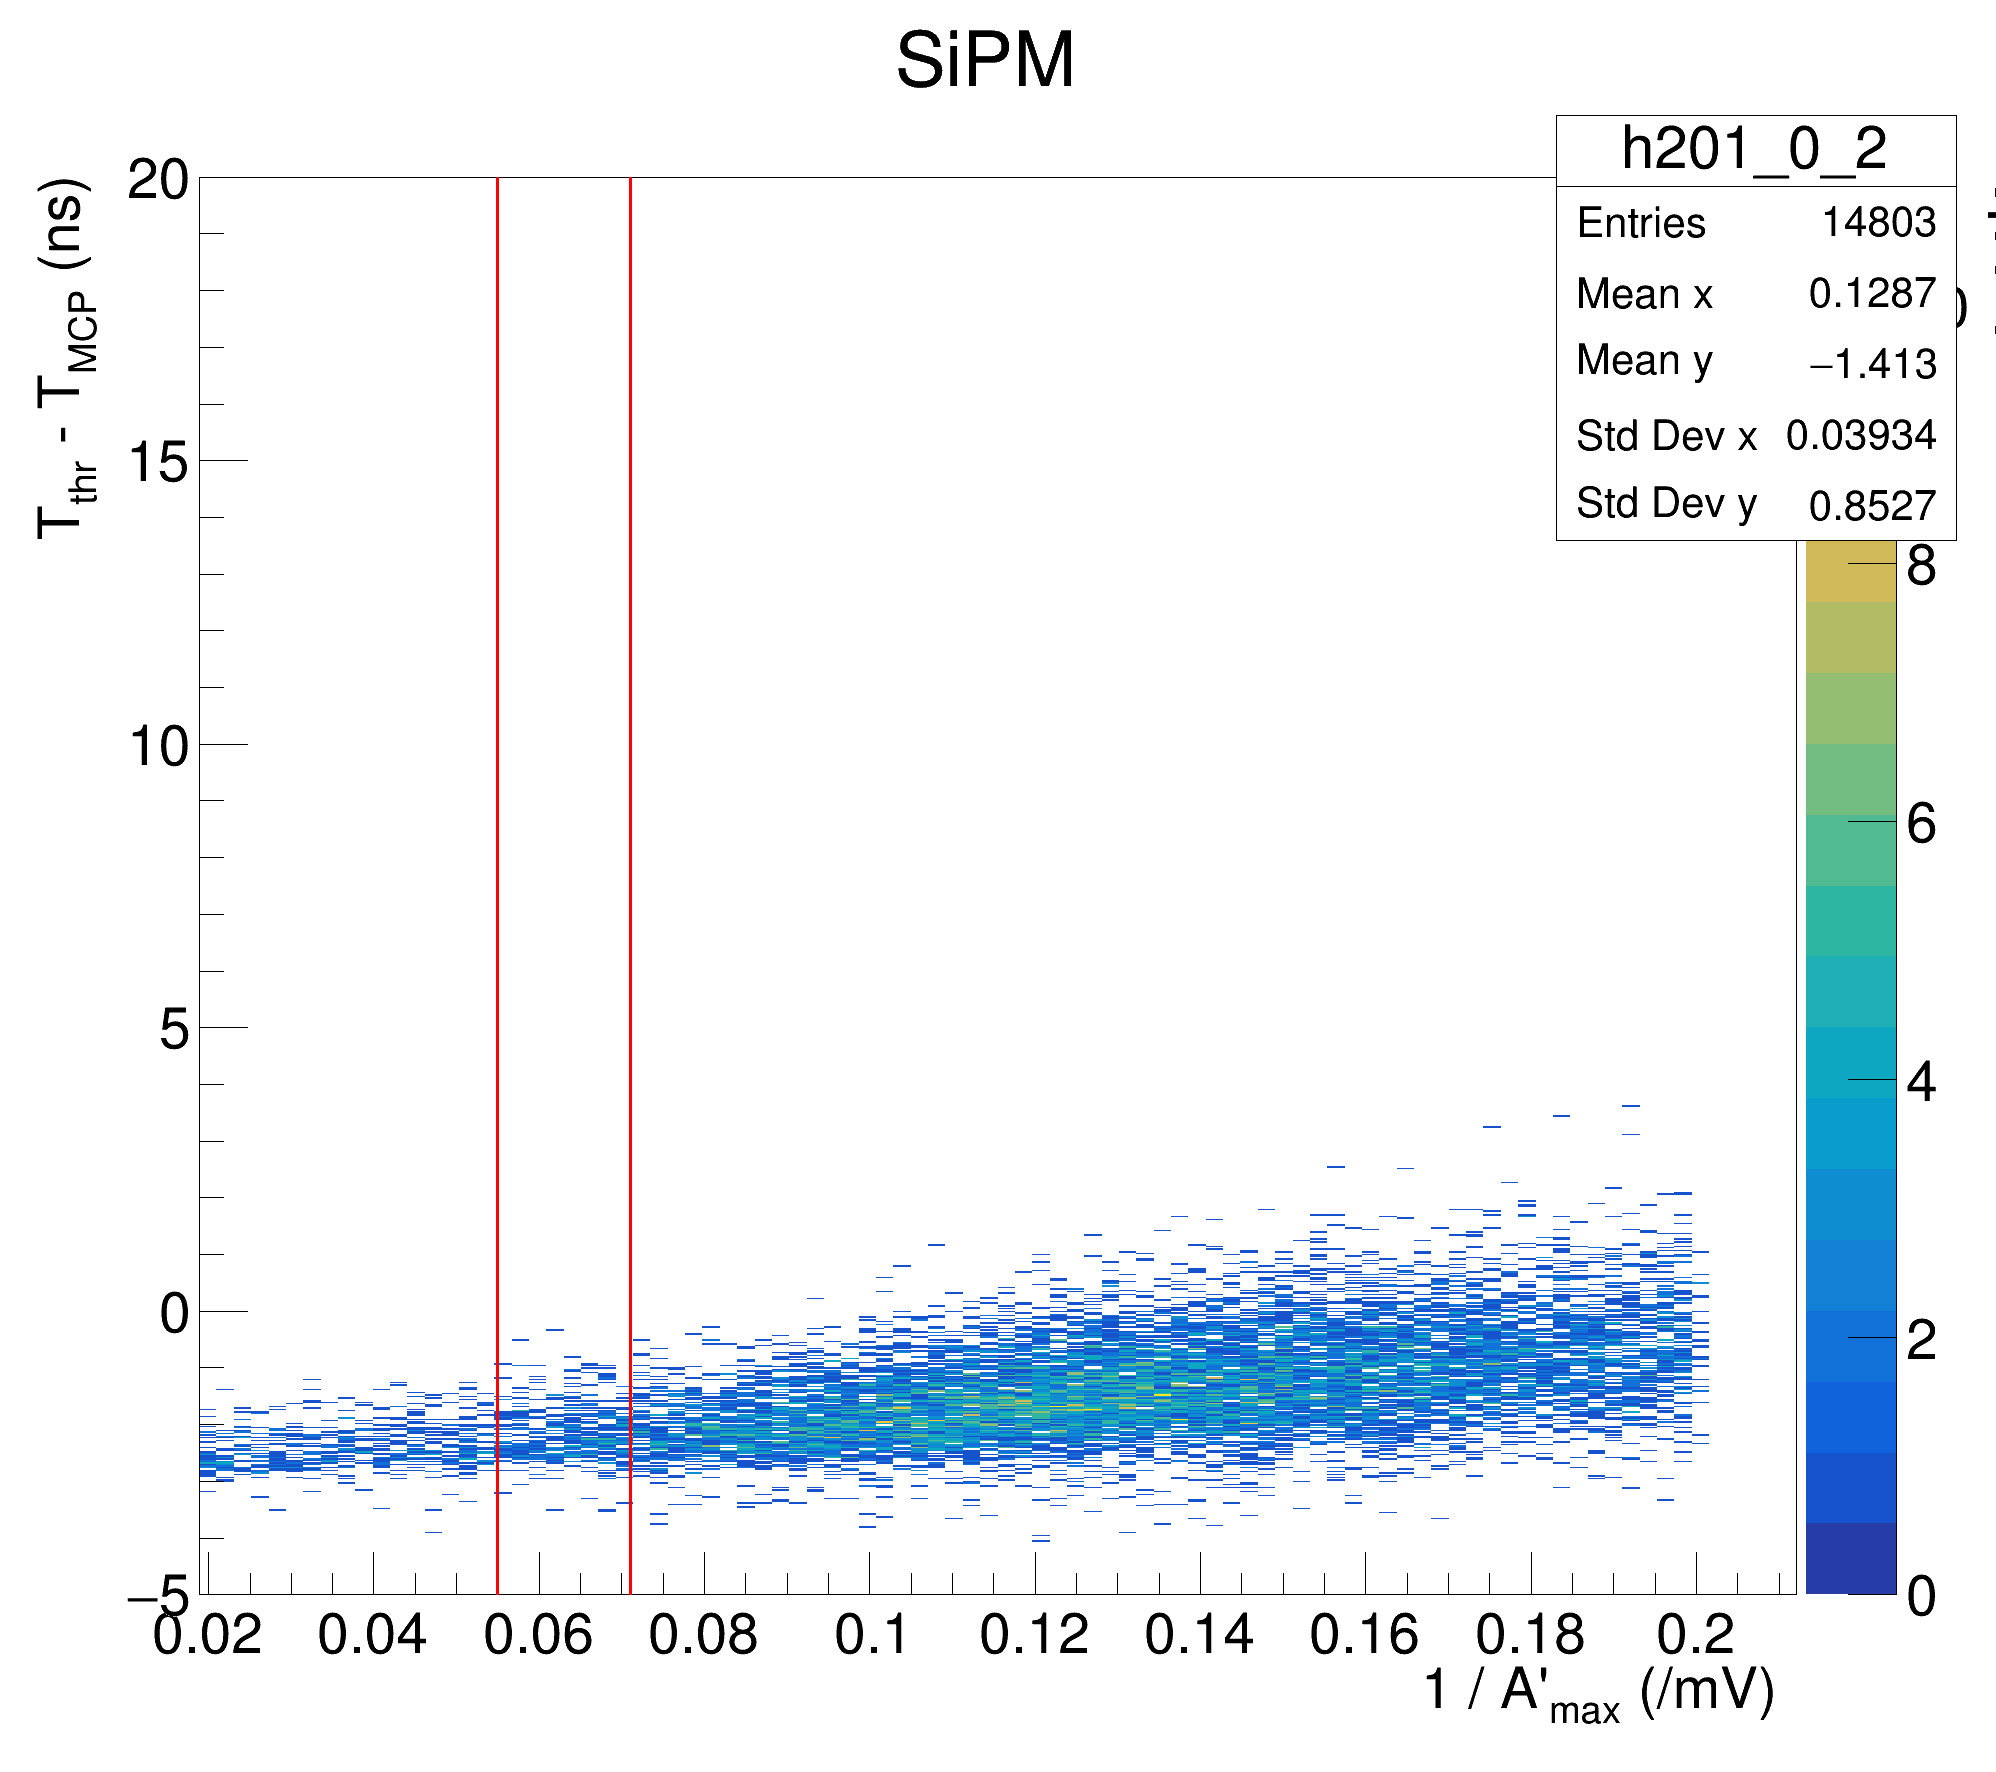 SiPM
h201_0_2
Entries 14803
Mean x 0.1287
Mean y −1.413
Std Dev x 0.03934
Std Dev y 0.8527
T_thr - T_MCP (ns)
20
15
10
5
0
−5
0.02 0.04 0.06 0.08 0.1 0.12 0.14 0.16 0.18 0.2
1 / A'_max (/mV)
8
6
4
2
0